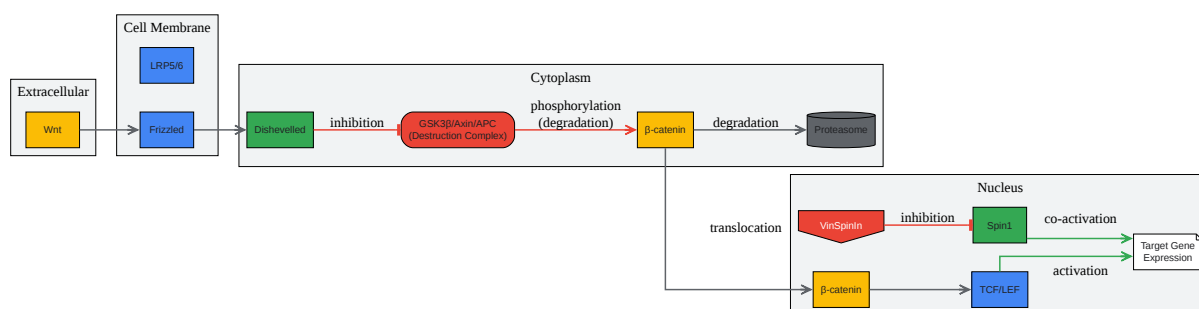 Extracellular
Wnt
Cell Membrane
LRP5/6
Frizzled
Cytoplasm
Dishevelled
inhibition
GSK3β/Axin/APC
(Destruction Complex)
phosphorylation
(degradation)
β-catenin
degradation
Proteasome
translocation
Nucleus
VinSpinIn
inhibition
Spin1
co-activation
Target Gene
Expression
β-catenin
TCF/LEF
activation